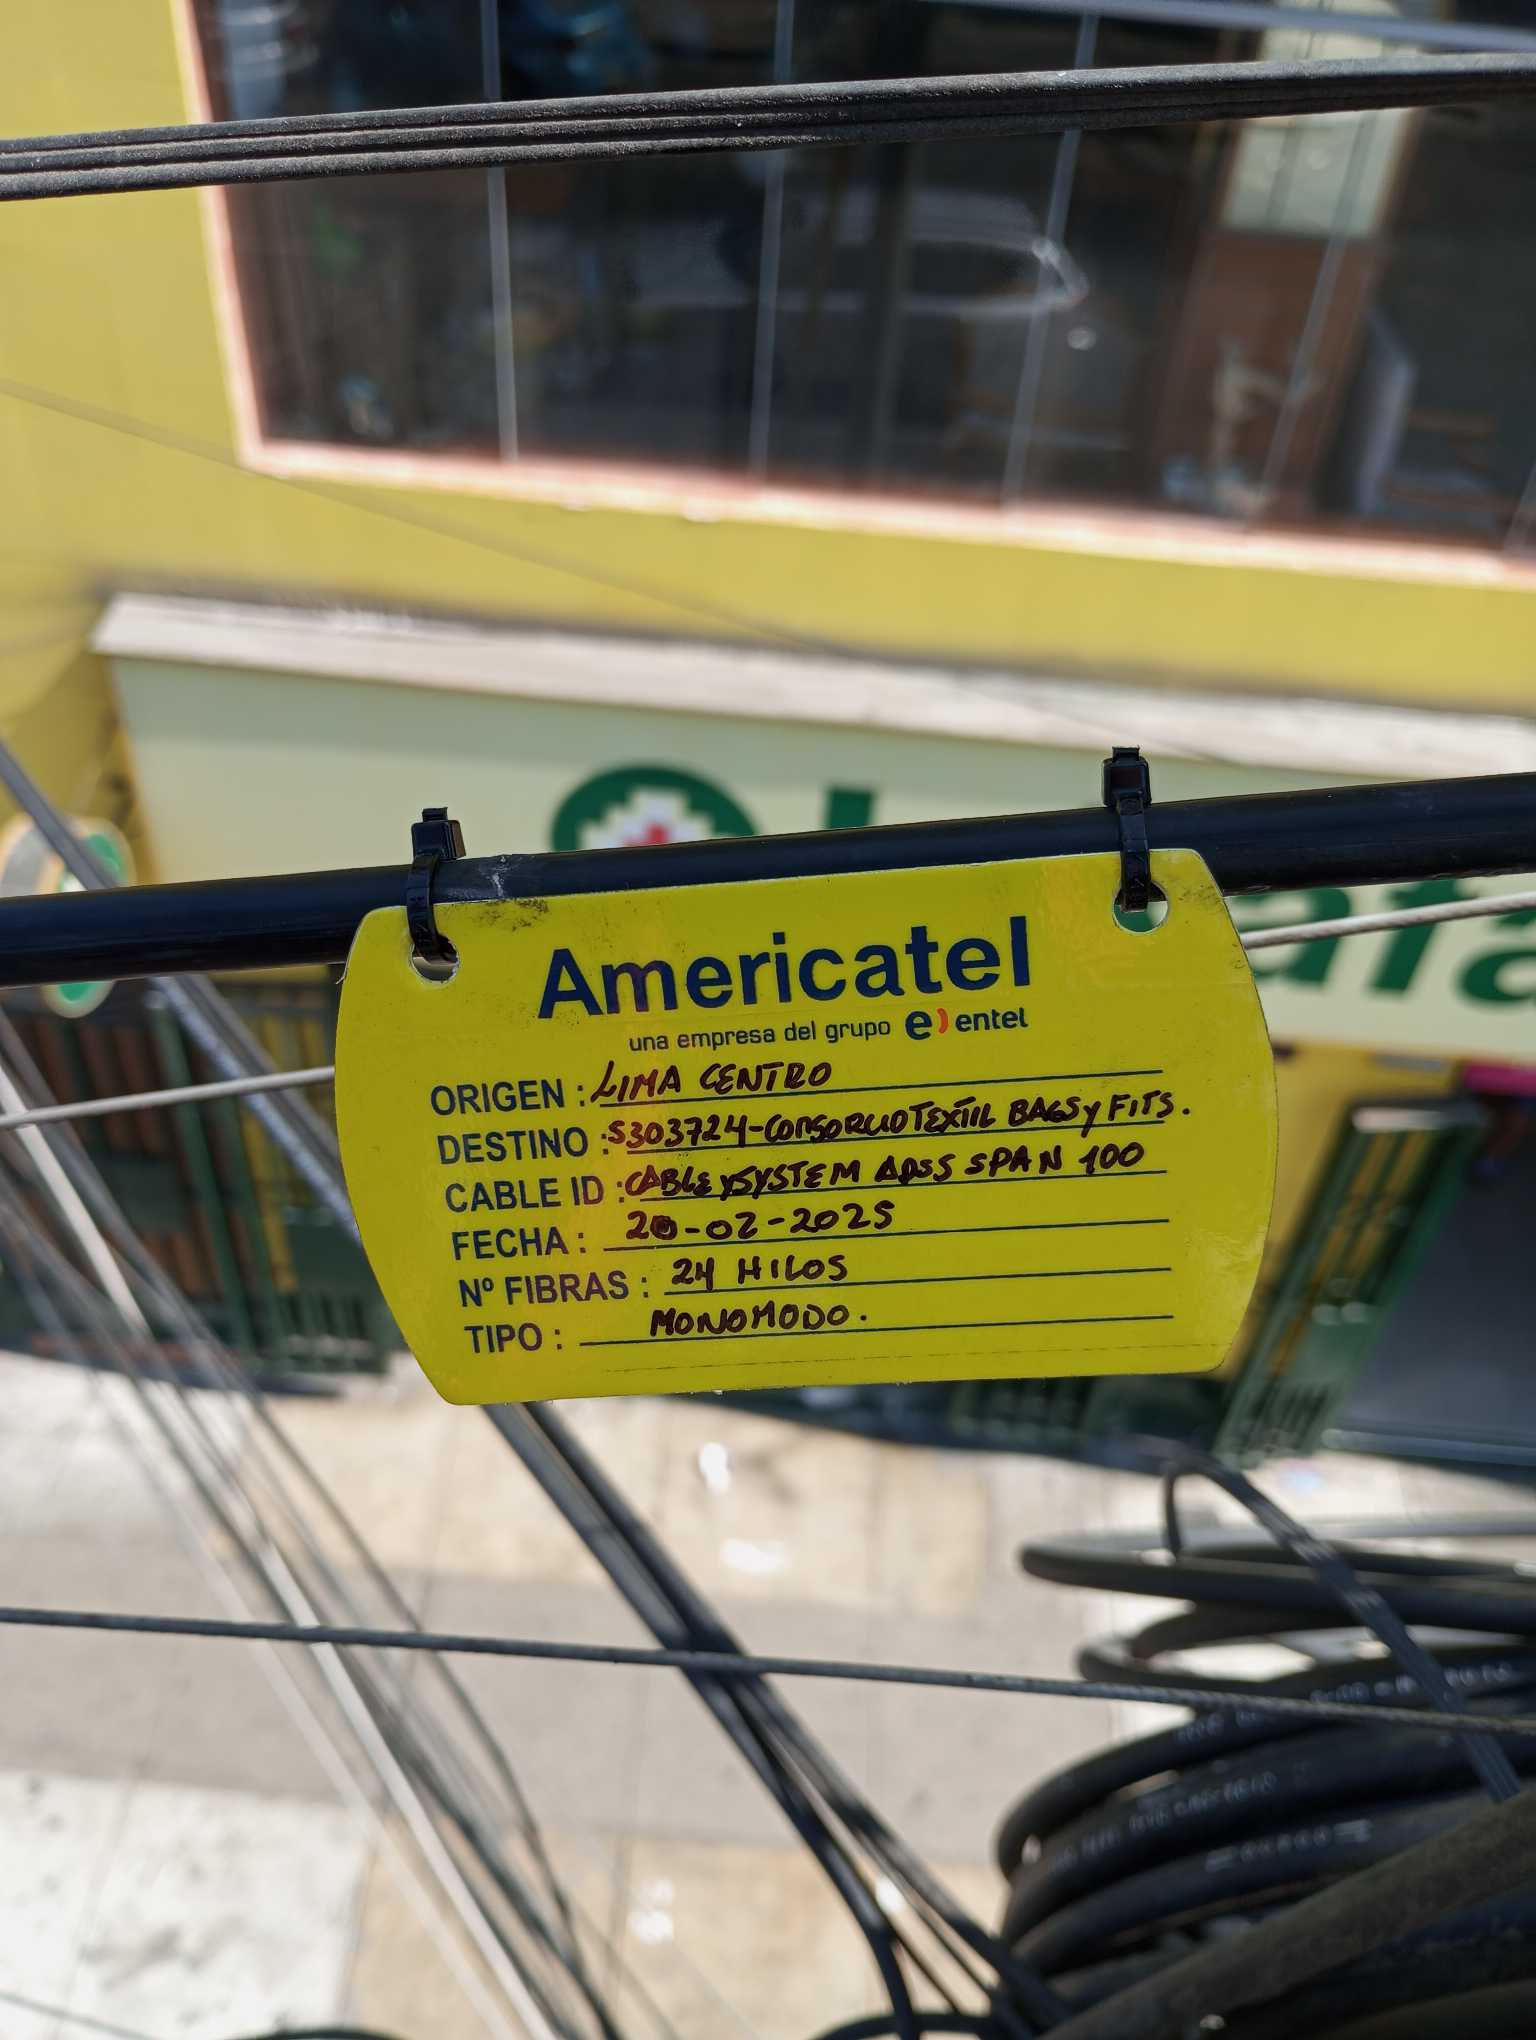 Americatel
una empresa del grupo e) entel
ORIGEN : LIMA CENTRO
DESTINO : S303724-CONSORCIO TEXTIL BAGS y FITS.
CABLE ID : CABLE y SYSTEM ADSS SPAN 100
FECHA : 20-02-2025
Nº FIBRAS : 24 HILOS
TIPO : MONOMODO.